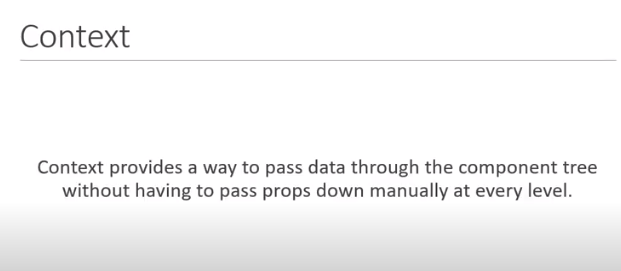 Context
Context provides a way to pass data through the component tree
without having to pass props down manually at every level.